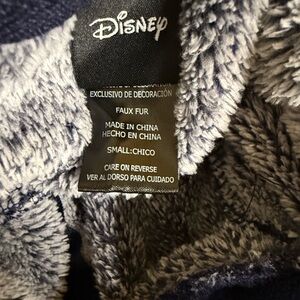 Disney
EXCLUSIVO DE DECORACIÓN
FAUX FUR
MADE IN CHINA
HECHO EN CHINA
SMALL:CHICO
CARE ON REVERSE
VER AL DORSO PARA CUIDADO